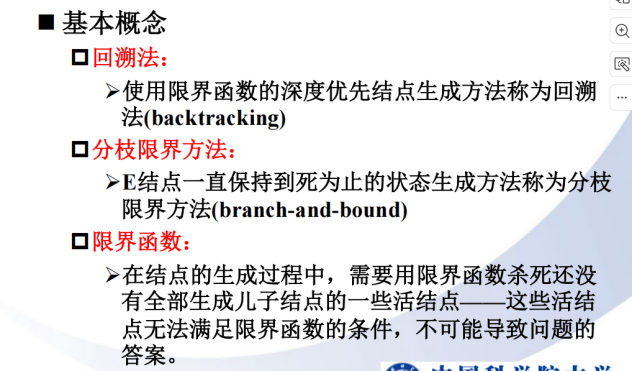 ■ 基本概念
□回溯法：
➢使用限界函数的深度优先结点生成方法称为回溯
法(backtracking)
□分枝限界方法：
➢E结点一直保持到死为止的状态生成方法称为分枝
限界方法(branch-and-bound)
□限界函数：
➢在结点的生成过程中，需要用限界函数杀死还没
有全部生成儿子结点的一些活结点——这些活结
点无法满足限界函数的条件，不可能导致问题的
答案。